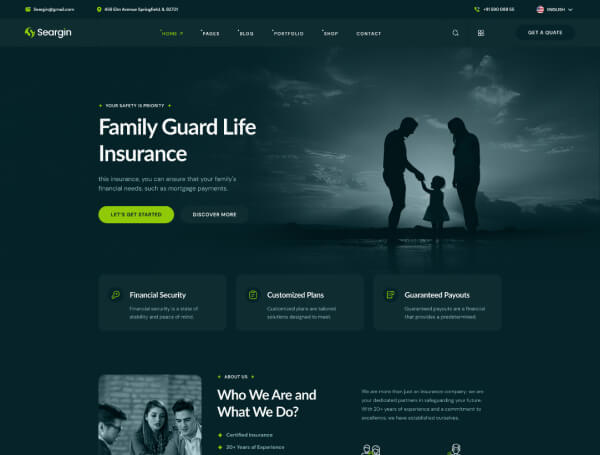 Seargin@gmail.com
459 Elm Avenue Springfield, IL 62701
+91 590 088 55
ENGLISH
Seargin
HOME
PAGES
BLOG
PORTFOLIO
SHOP
CONTACT
GET A QUATE
YOUR SAFETY IS PRIORITY
Family Guard Life
Insurance
this insurance, you can ensure that your family's
financial needs, such as mortgage payments.
LET'S GET STARTED
DISCOVER MORE
Financial Security
Financial security is a state of
stability and peace of mind.
Customized Plans
Customized plans are tailored
solutions designed to meet.
Guaranteed Payouts
Guaranteed payouts are a financial
that provides a predetermined.
ABOUT US
Who We Are and
What We Do?
Certified Insurance
20+ Years of Experience
We are more than just an insurance company; we are
your dedicated partners in safeguarding your future.
With 20+ years of experience and a commitment to
excellence, we have established ourselves.